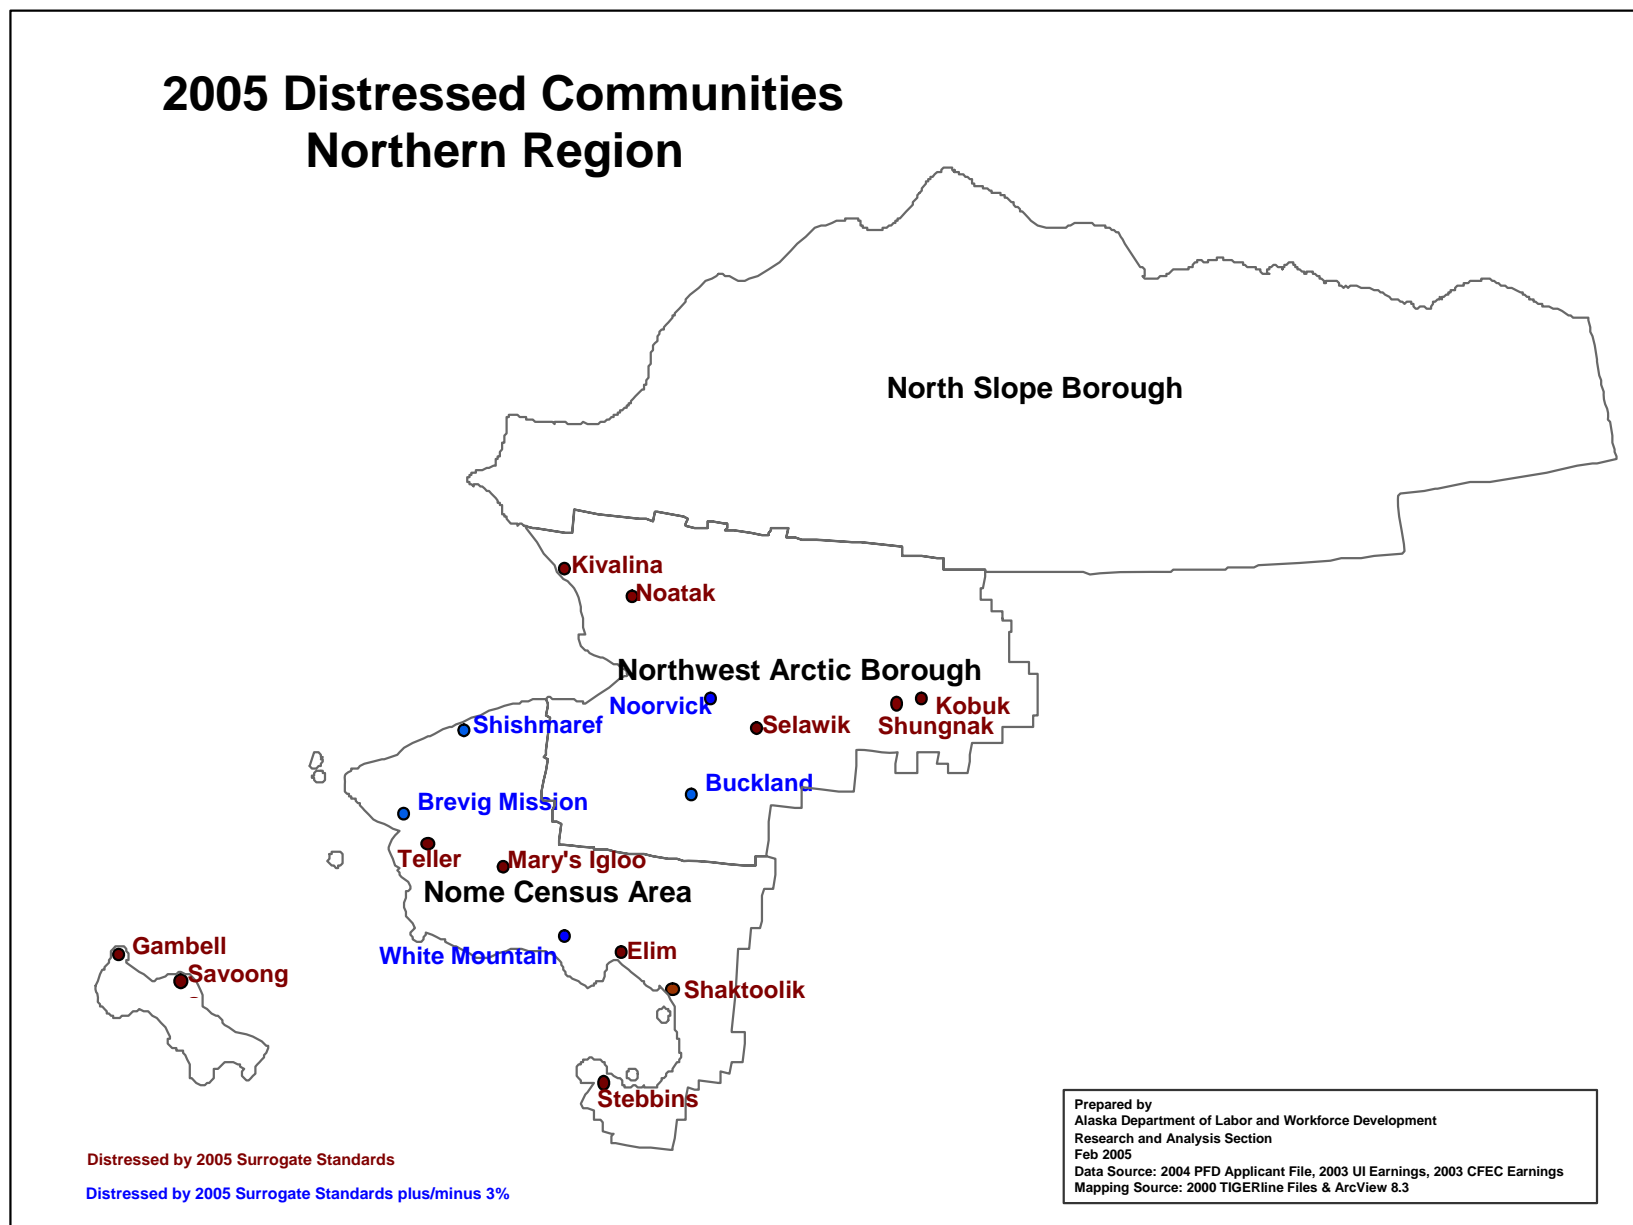 2005 Distressed Communities
Northern Region
North Slope Borough
Kivalina
Noatak
Northwest Arctic Borough
Noorvick
Kobuk
Shungnak
Selawik
Shishmaref
Buckland
Brevig Mission
Teller
Mary's Igloo
Nome Census Area
White Mountain
Elim
Gambell
Savoong
Shaktoolik
Stebbins
Distressed by 2005 Surrogate Standards
Distressed by 2005 Surrogate Standards plus/minus 3%
Prepared by
Alaska Department of Labor and Workforce Development
Research and Analysis Section
Feb 2005
Data Source: 2004 PFD Applicant File, 2003 UI Earnings, 2003 CFEC Earnings
Mapping Source: 2000 TIGERline Files & ArcView 8.3